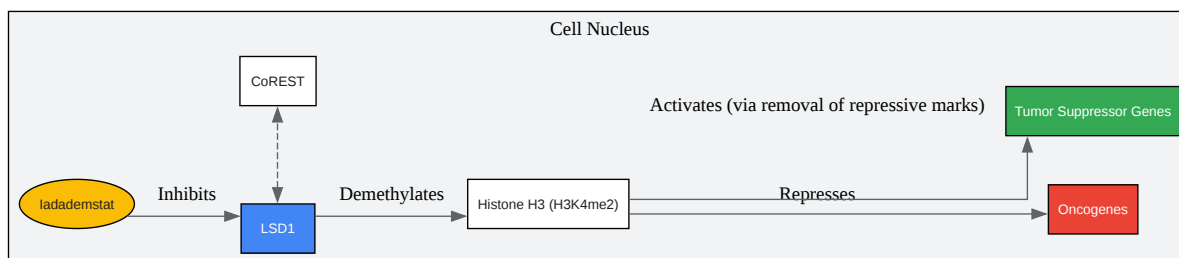 Cell Nucleus
CoREST
Activates (via removal of repressive marks)
Tumor Suppressor Genes
Iadademstat
Inhibits
LSD1
Demethylates
Histone H3 (H3K4me2)
Represses
Oncogenes